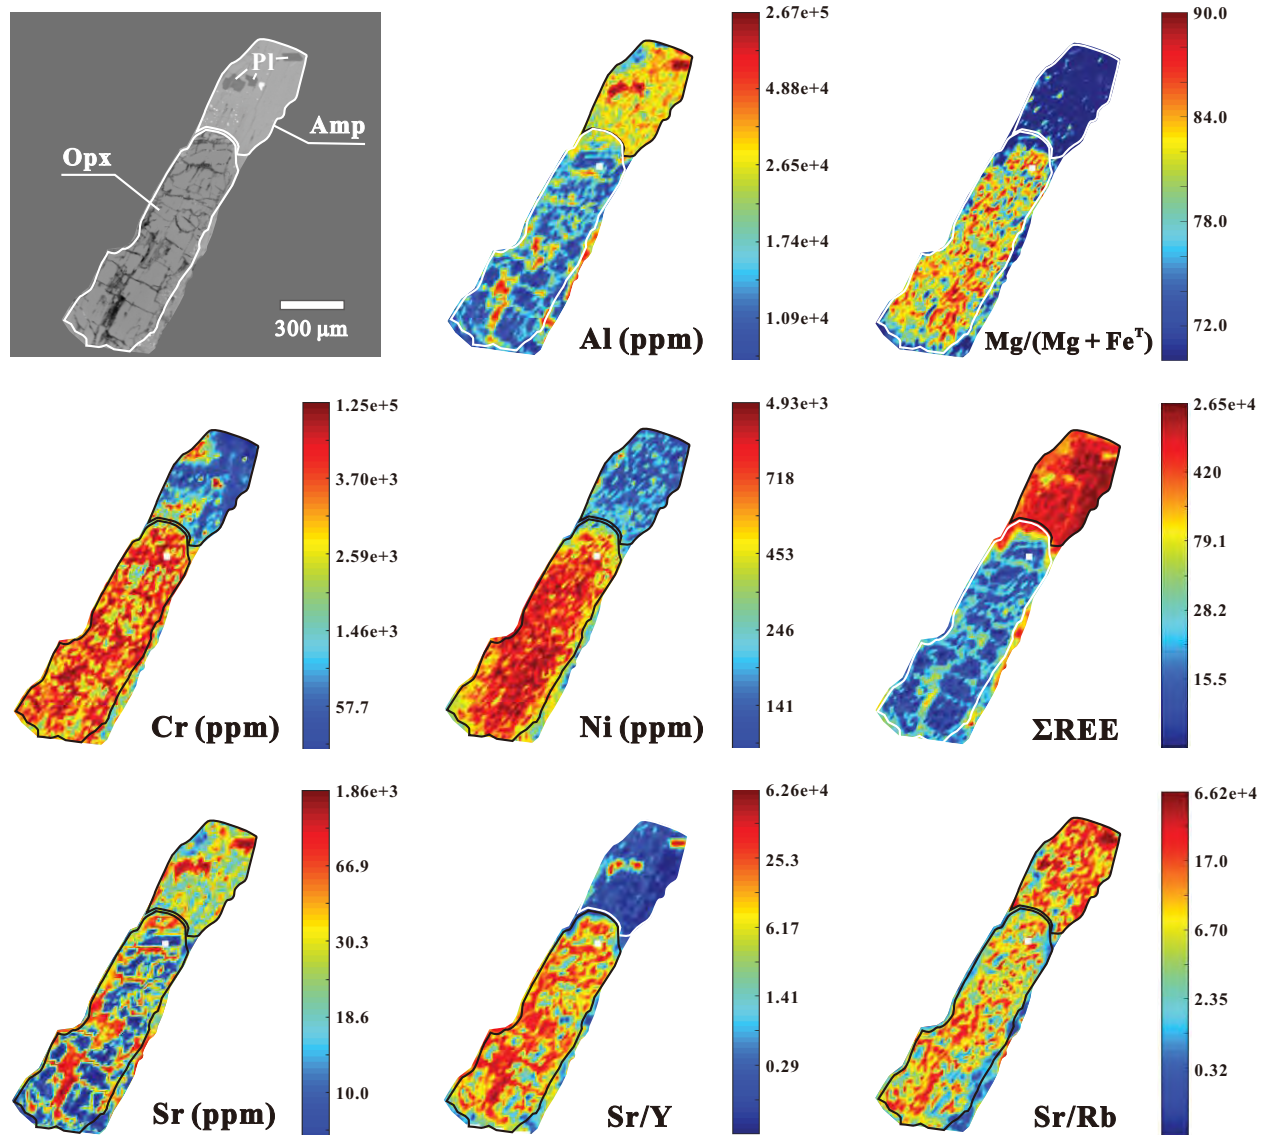 Pl
Amp
Opx
300 μm
2.67e+5
4.88e+4
2.65e+4
1.74e+4
1.09e+4
Al (ppm)
90.0
84.0
78.0
72.0
Mg/(Mg + Feᵀ)
1.25e+5
3.70e+3
2.59e+3
1.46e+3
57.7
Cr (ppm)
4.93e+3
718
453
246
141
Ni (ppm)
2.65e+4
420
79.1
28.2
15.5
ΣREE
1.86e+3
66.9
30.3
18.6
10.0
Sr (ppm)
6.26e+4
25.3
6.17
1.41
0.29
Sr/Y
6.62e+4
17.0
6.70
2.35
0.32
Sr/Rb